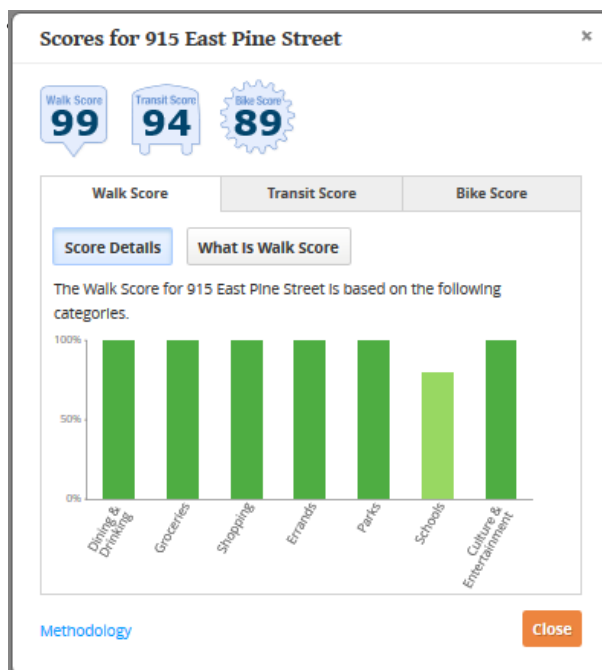 Scores for 915 East Pine Street
×
Walk Score
99
Transit Score
94
Bike Score
89
Walk Score
Transit Score
Bike Score
Score Details
What Is Walk Score
The Walk Score for 915 East Pine Street is based on the following
categories.
100%
50%
0%
Dining &
Drinking
Groceries
Shopping
Errands
Parks
Schools
Culture &
Entertainment
Methodology
Close